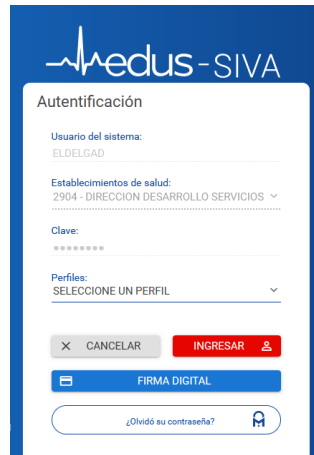 edus-SIVA
Autentificación
Usuario del sistema:
ELDELGAD
Establecimientos de salud:
2904 - DIRECCION DESARROLLO SERVICIOS
Clave:
Perfiles:
SELECCIONE UN PERFIL
CANCELAR
INGRESAR
FIRMA DIGITAL
¿Olvidó su contraseña?